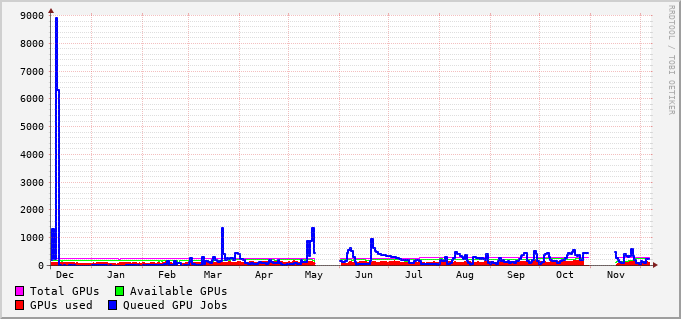 9000
8000
7000
6000
5000
4000
3000
2000
1000
0
Dec Jan Feb Mar Apr May Jun Jul Aug Sep Oct Nov
Total GPUs Available GPUs
GPUs used Queued GPU Jobs
RRDTOOL / TOBI OETIKER